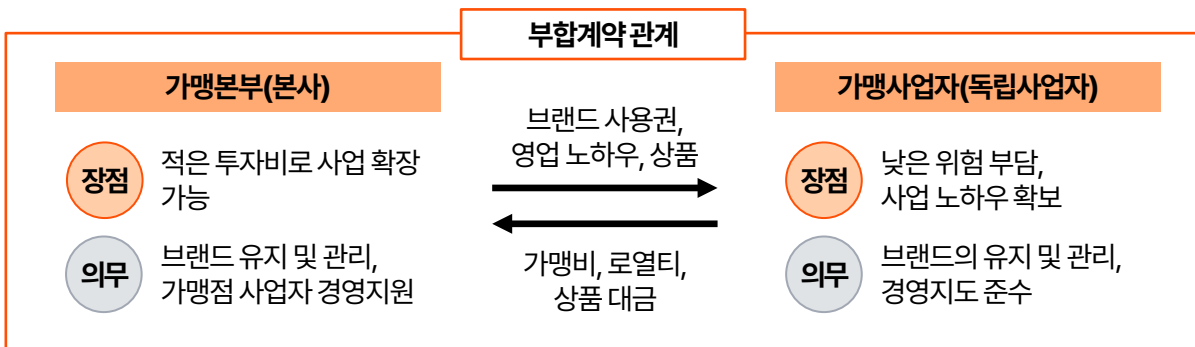 부합계약 관계
가맹본부(본사)
장점
적은 투자비로 사업 확장
가능
의무
브랜드 유지 및 관리,
가맹점 사업자 경영지원
브랜드 사용권,
영업 노하우, 상품
가맹비, 로열티,
상품 대금
가맹사업자(독립사업자)
장점
낮은 위험 부담,
사업 노하우 확보
의무
브랜드의 유지 및 관리,
경영지도 준수